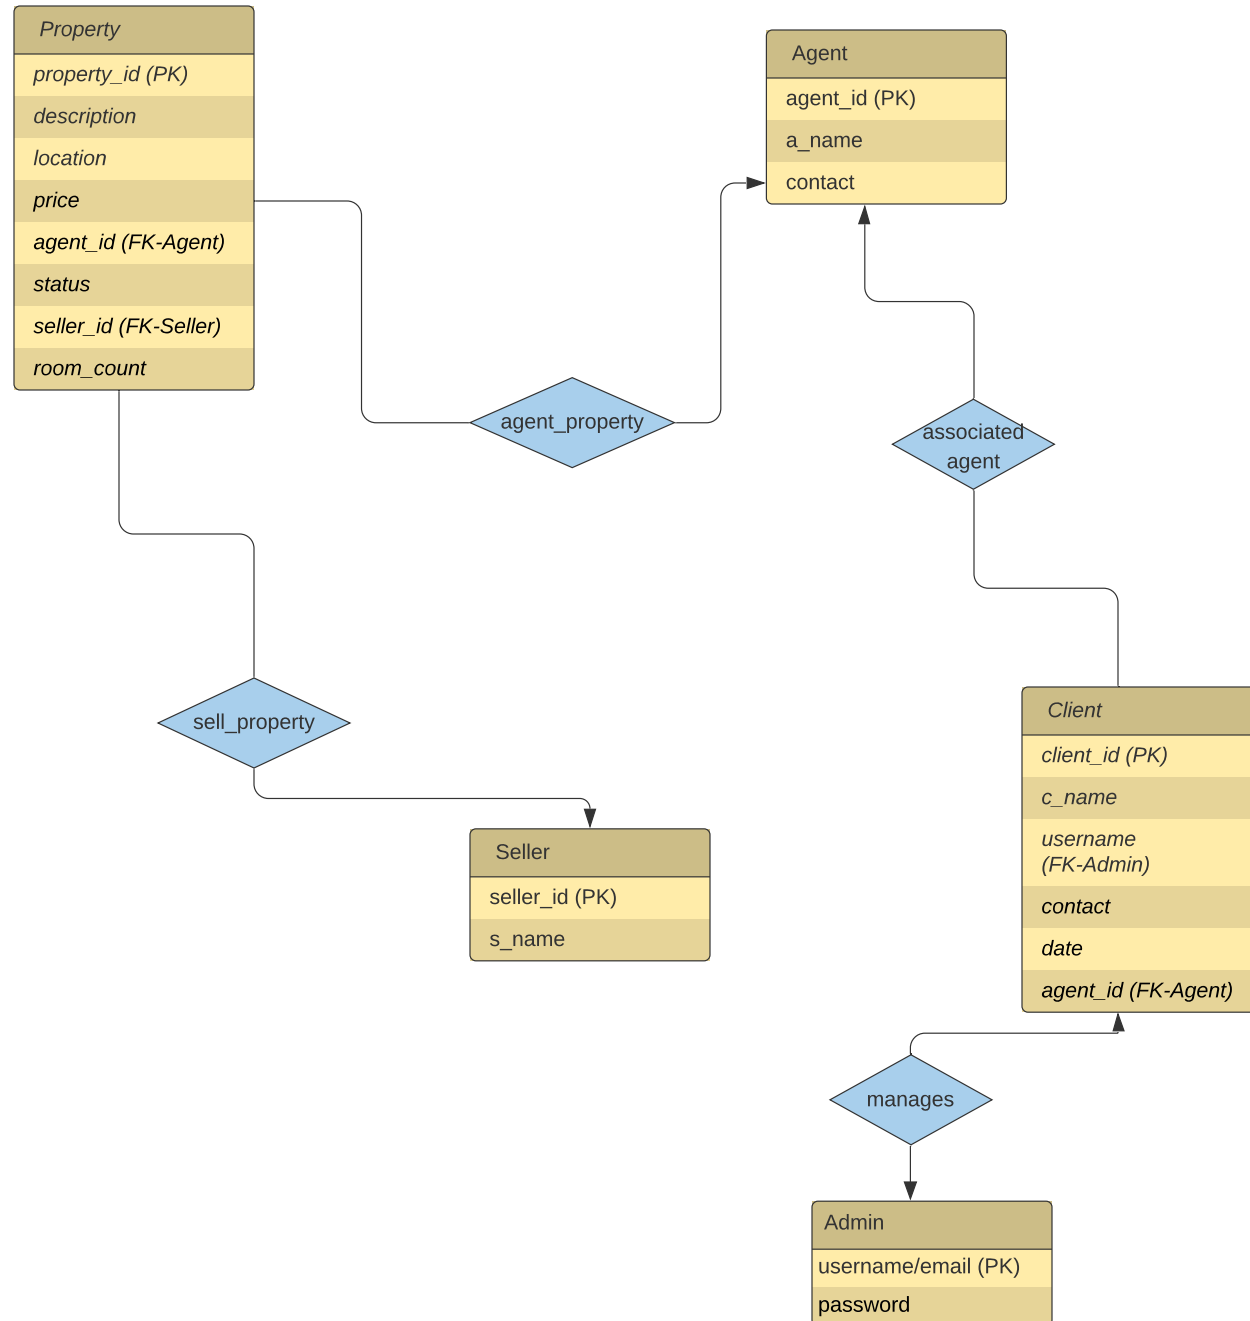 Property
property_id (PK)
description
location
price
agent_id (FK-Agent)
status
seller_id (FK-Seller)
room_count
Agent
agent_id (PK)
a_name
contact
agent_property
associated
agent
sell_property
Seller
seller_id (PK)
s_name
Client
client_id (PK)
c_name
username
(FK-Admin)
contact
date
agent_id (FK-Agent)
manages
Admin
username/email (PK)
password